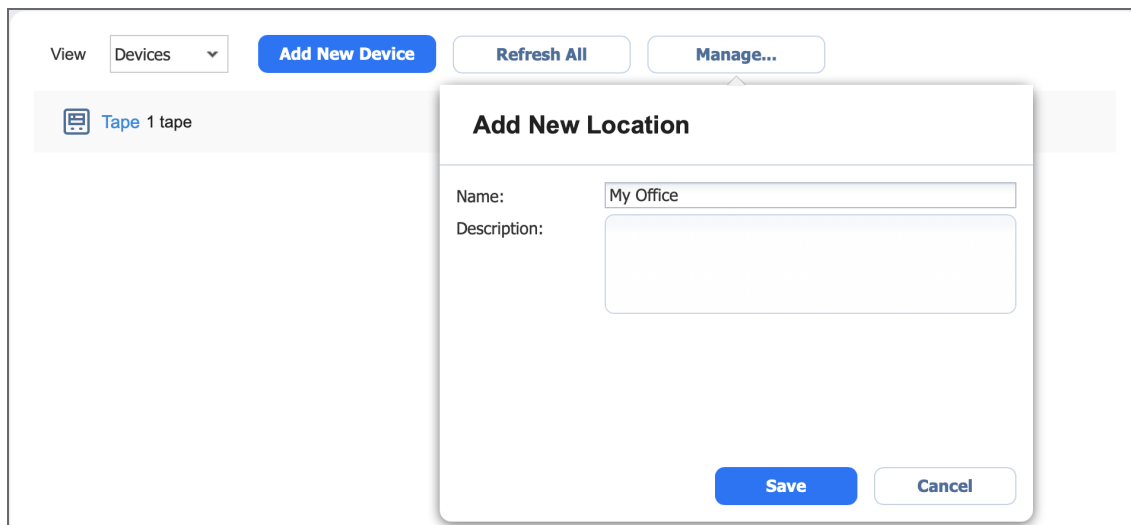 View Devices Add New Device Refresh All Manage...
Tape 1 tape
Add New Location
Name: My Office
Description:
Save Cancel